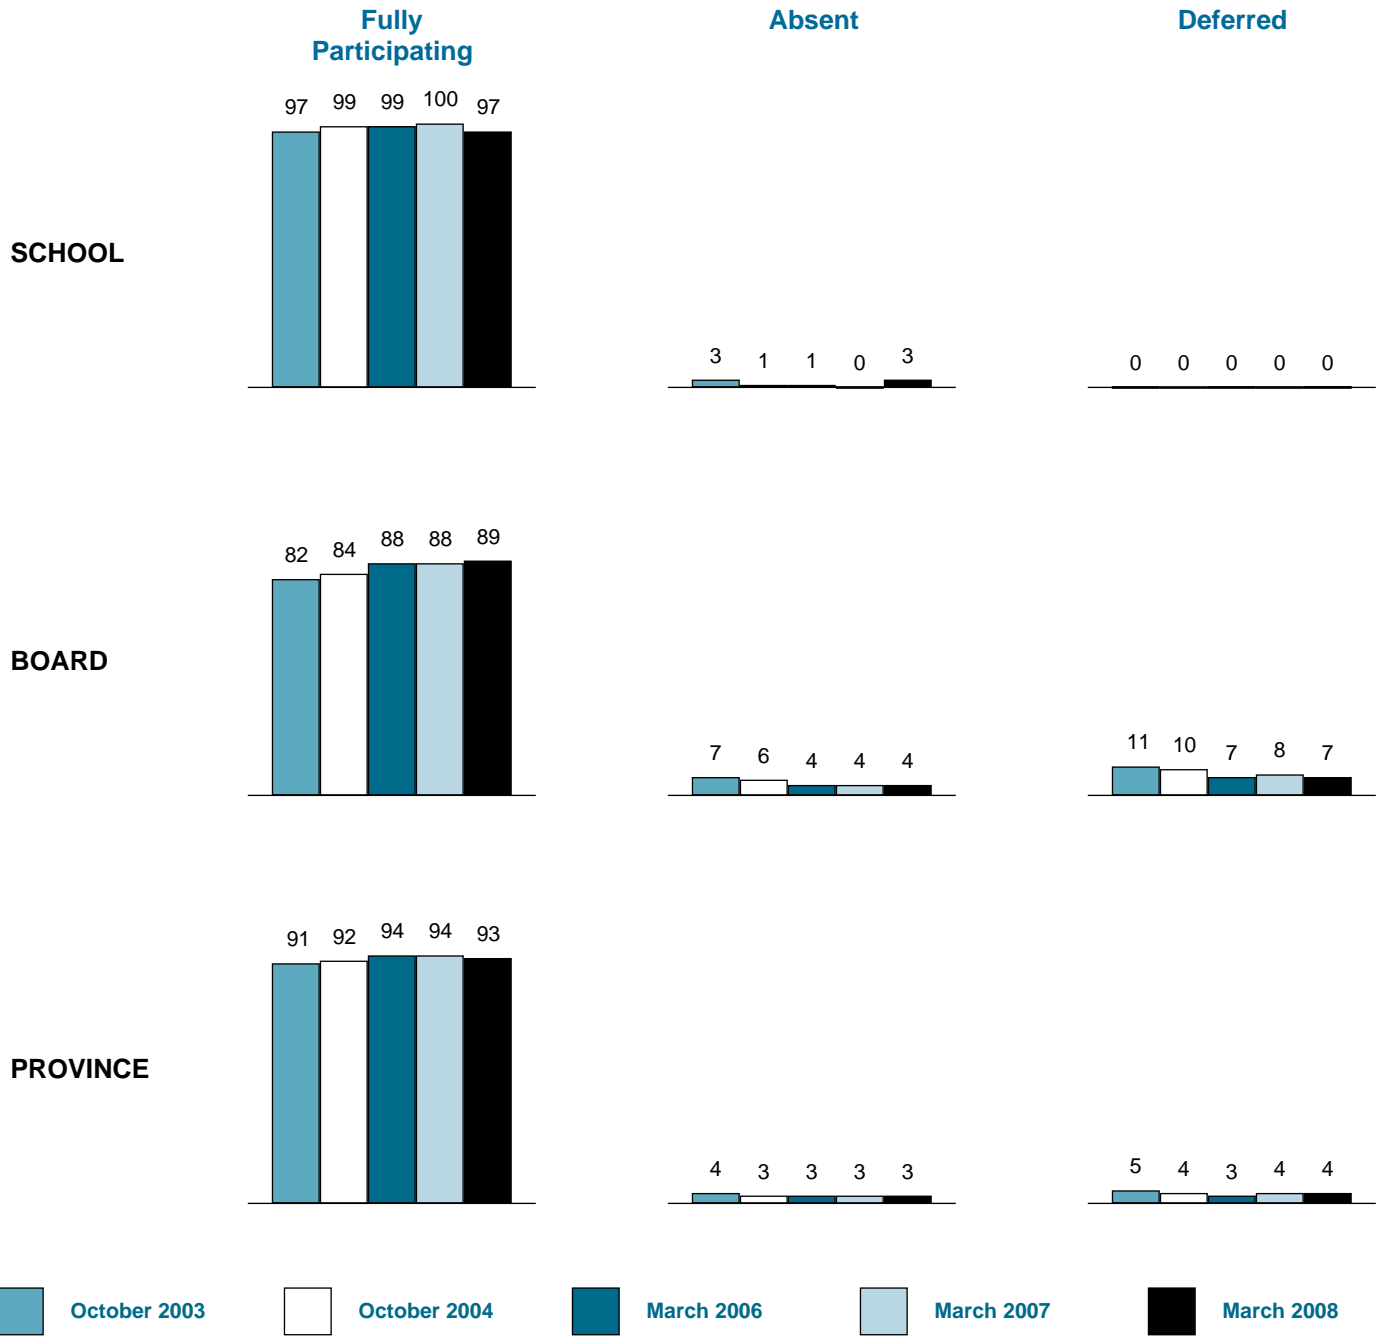 Fully
Participating
Absent
Deferred
SCHOOL
97 99 99 100 97
3 1 1 0 3
0 0 0 0 0
BOARD
82 84 88 88 89
7 6 4 4 4
11 10 7 8 7
PROVINCE
91 92 94 94 93
4 3 3 3 3
5 4 3 4 4
October 2003
October 2004
March 2006
March 2007
March 2008